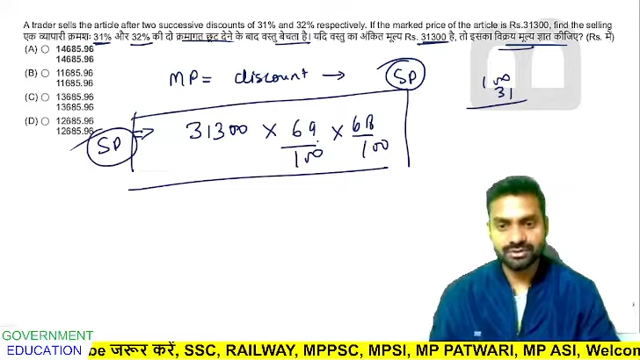 A trader sells the article after two successive discounts of 31% and 32% respectively. If the marked price of the article is Rs.31300, find the selling
एक व्यापारी क्रमशः 31% और 32% की दो क्रमागत छूट देने के बाद वस्तु बेचता है। यदि वस्तु का अंकित मूल्य Rs. 31300 है, तो इसका विक्रय मूल्य ज्ञात कीजिए? (Rs. में)
(A) 14685.96
14685.96
(B) 11685.96
11685.96
(C) 13685.96
13685.96
(D) 12685.96
12685.96
MP = discount → SP
100
31
SP ⇒ 31300 × 69/100 × 68/100
GOVERNMENT
EDUCATION
be जरूर करें, SSC, RAILWAY, MPPSC, MPSI, MP PATWARI, MP ASI, Welcom